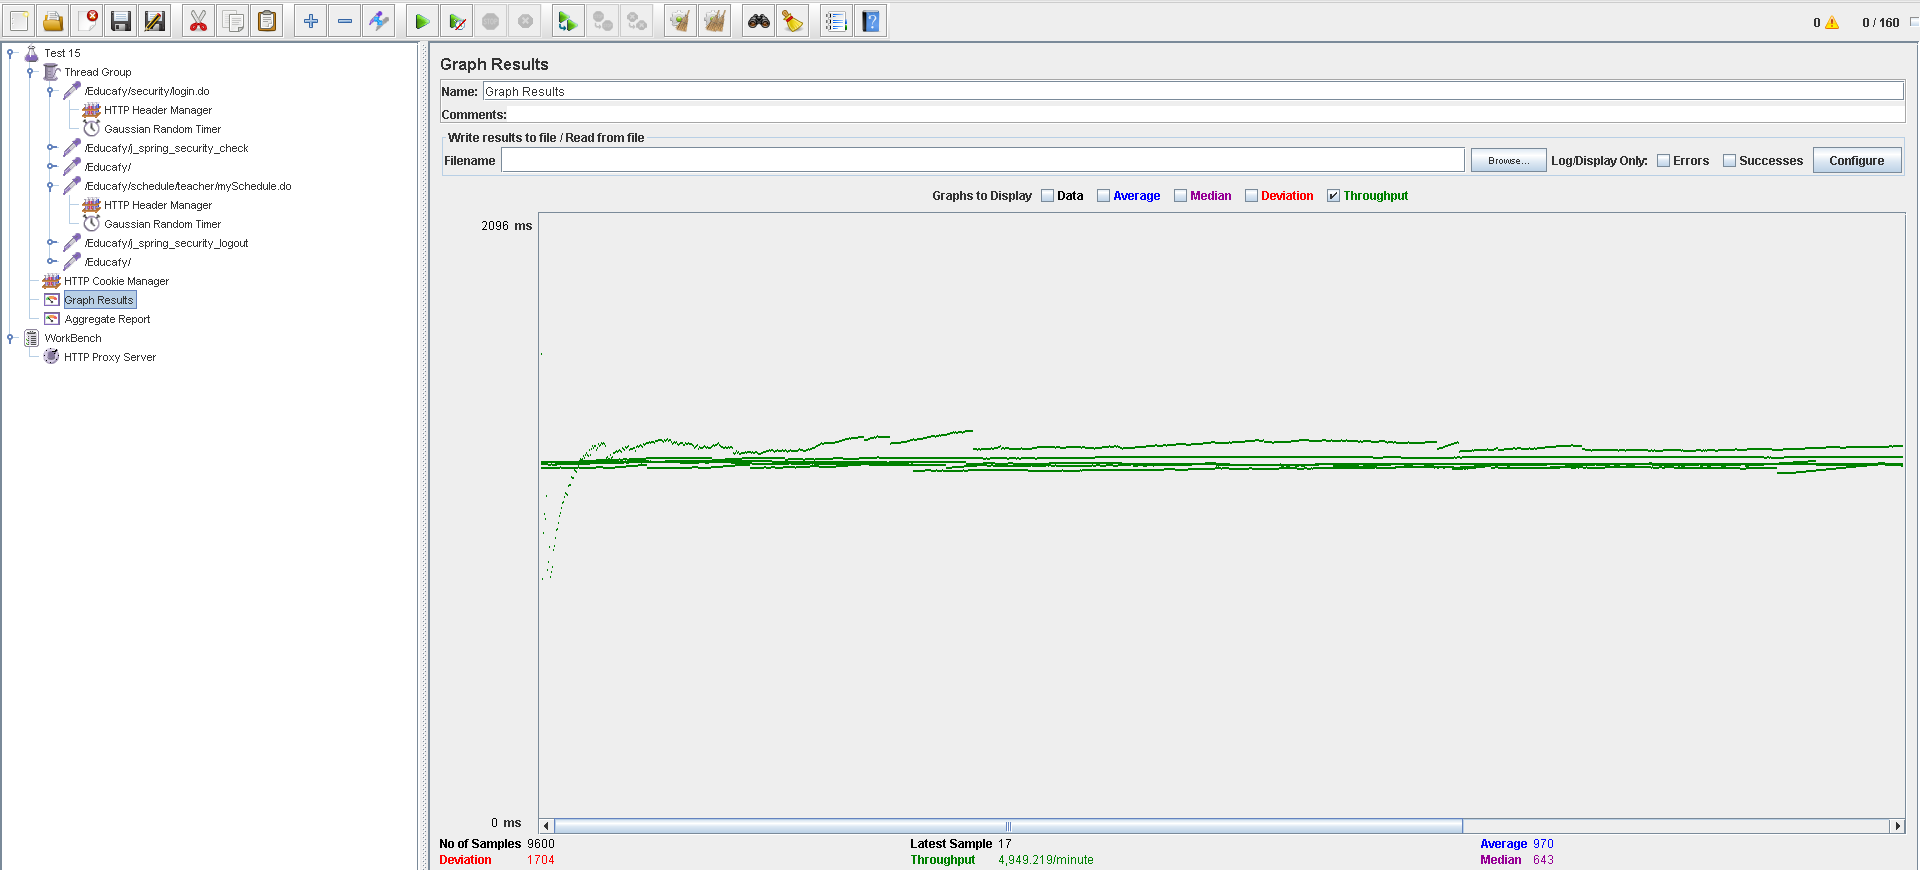 0 0 / 160
Test 15
Thread Group
/Educafy/security/login.do
HTTP Header Manager
Gaussian Random Timer
/Educafy/j_spring_security_check
/Educafy/
/Educafy/schedule/teacher/mySchedule.do
HTTP Header Manager
Gaussian Random Timer
/Educafy/j_spring_security_logout
/Educafy/
HTTP Cookie Manager
Graph Results
Aggregate Report
WorkBench
HTTP Proxy Server
Graph Results
Name: Graph Results
Comments:
Write results to file / Read from file
Filename Browse... Log/Display Only: Errors Successes Configure
Graphs to Display Data Average Median Deviation Throughput
2096 ms
0 ms
No of Samples 9600 Latest Sample 17 Average 970
Deviation 1704 Throughput 4,949.219/minute Median 643